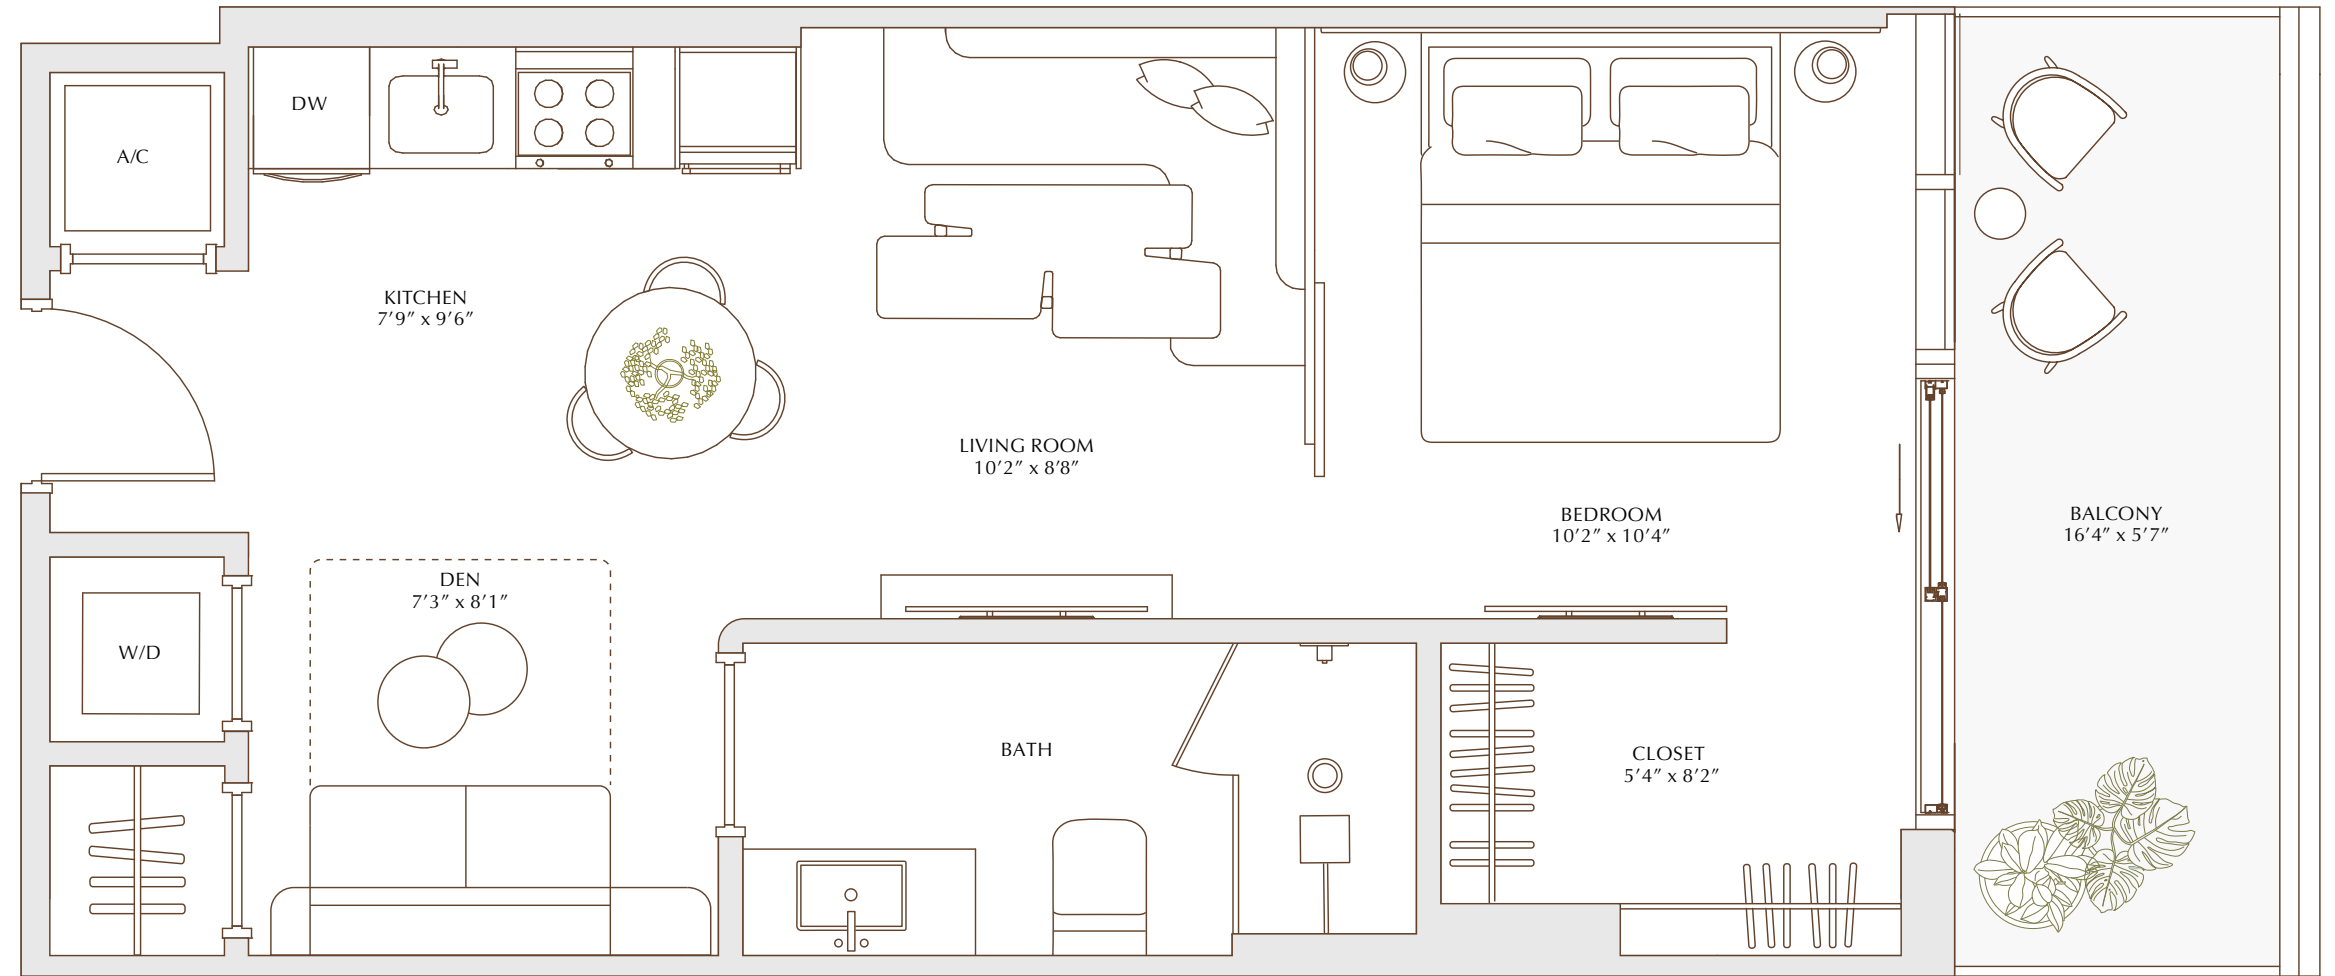 DW
A/C
KITCHEN
7’9” x 9’6”
LIVING ROOM
10’2” x 8’8”
BEDROOM
10’2” x 10’4”
BALCONY
16’4” x 5’7”
DEN
7’3” x 8’1”
W/D
BATH
CLOSET
5’4” x 8’2”